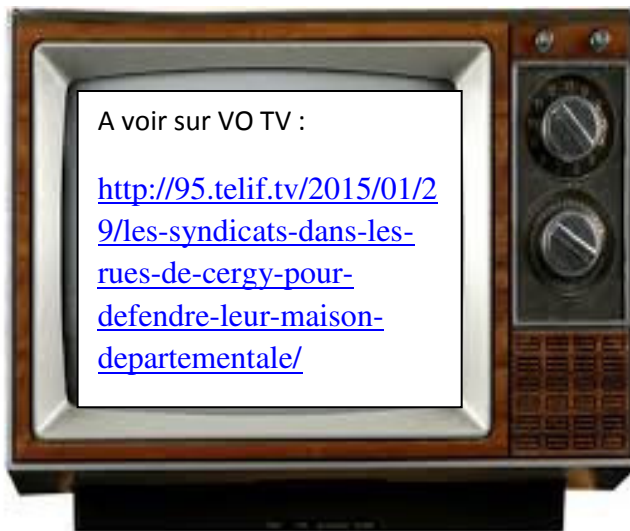 A voir sur VO TV :
http://95.telif.tv/2015/01/2
9/les-syndicats-dans-les-
rues-de-cergy-pour-
defendre-leur-maison-
departementale/